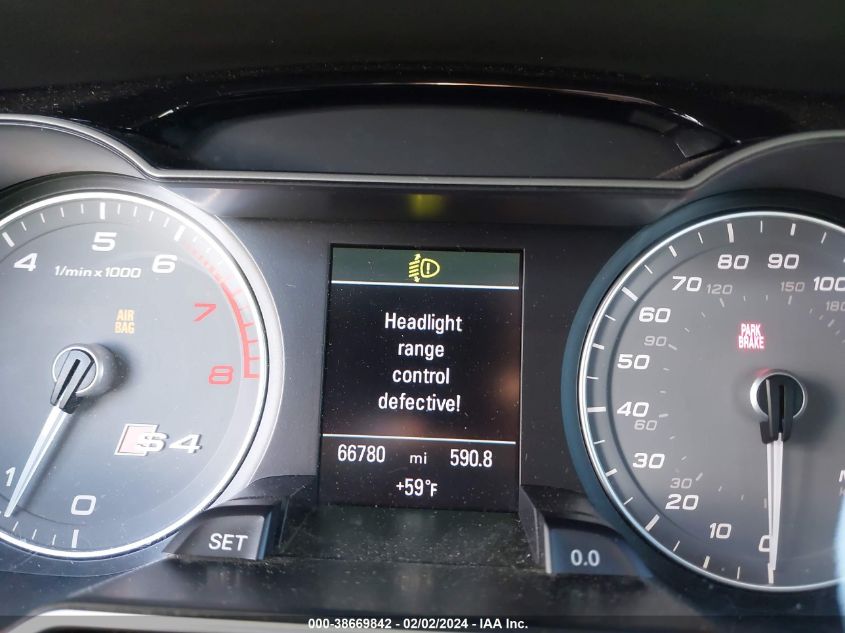 4 5 6 7 8
1/min x 1000
AIR
BAG
S4
1 0
Headlight
range
control
defective!
66780 mi 590.8
+59°F
SET
0.0
0 10 20 30 40 50 60 70 80 90 100
30 60 90 120 150 180
PARK
BRAKE
000-38669842 - 02/02/2024 - IAA Inc.